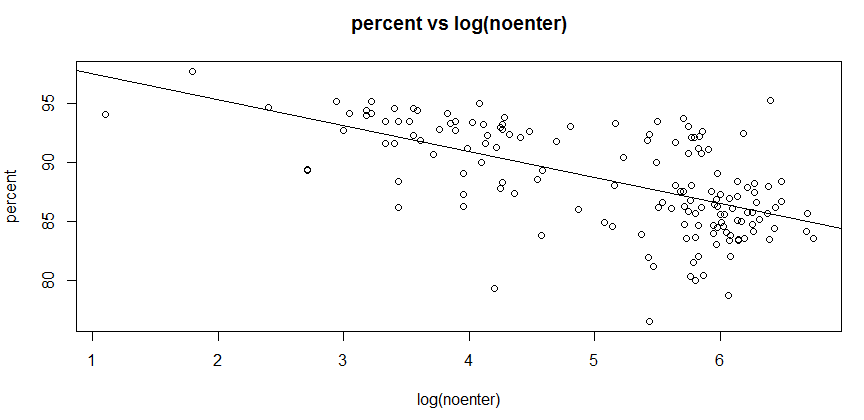 percent vs log(noenter)
95
90
85
80
percent
1 2 3 4 5 6
log(noenter)